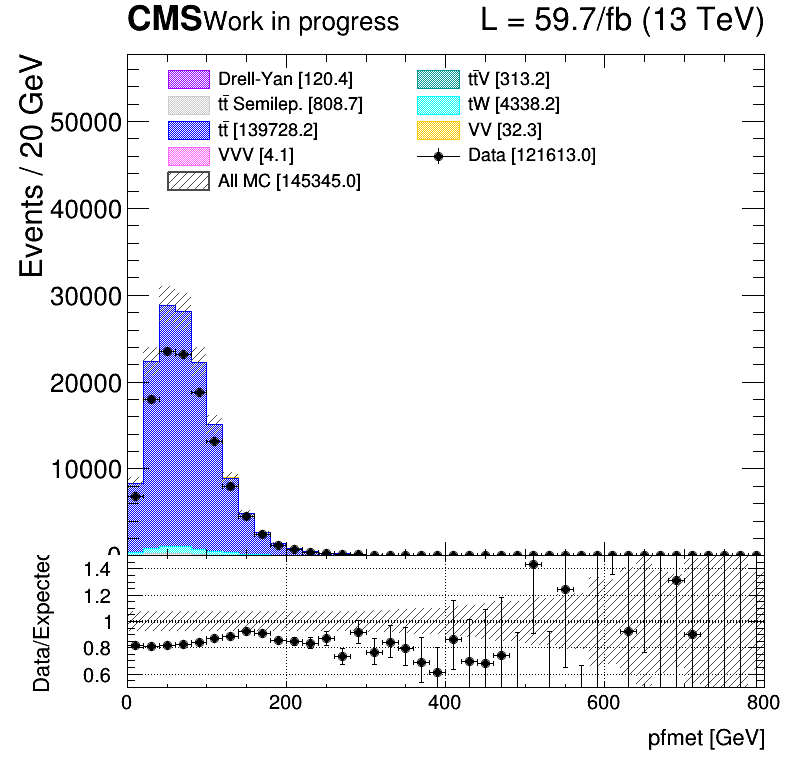 CMS Work in progress L = 59.7/fb (13 TeV)
Events / 20 GeV
Drell-Yan [120.4]
tt̄ Semilep. [808.7]
tt̄ [139728.2]
VVV [4.1]
All MC [145345.0]
tt̄V [313.2]
tW [4338.2]
VV [32.3]
Data [121613.0]
50000
40000
30000
20000
10000
0
Data/Expected
1.4
1.2
1
0.8
0.6
0 200 400 600 800
pfmet [GeV]